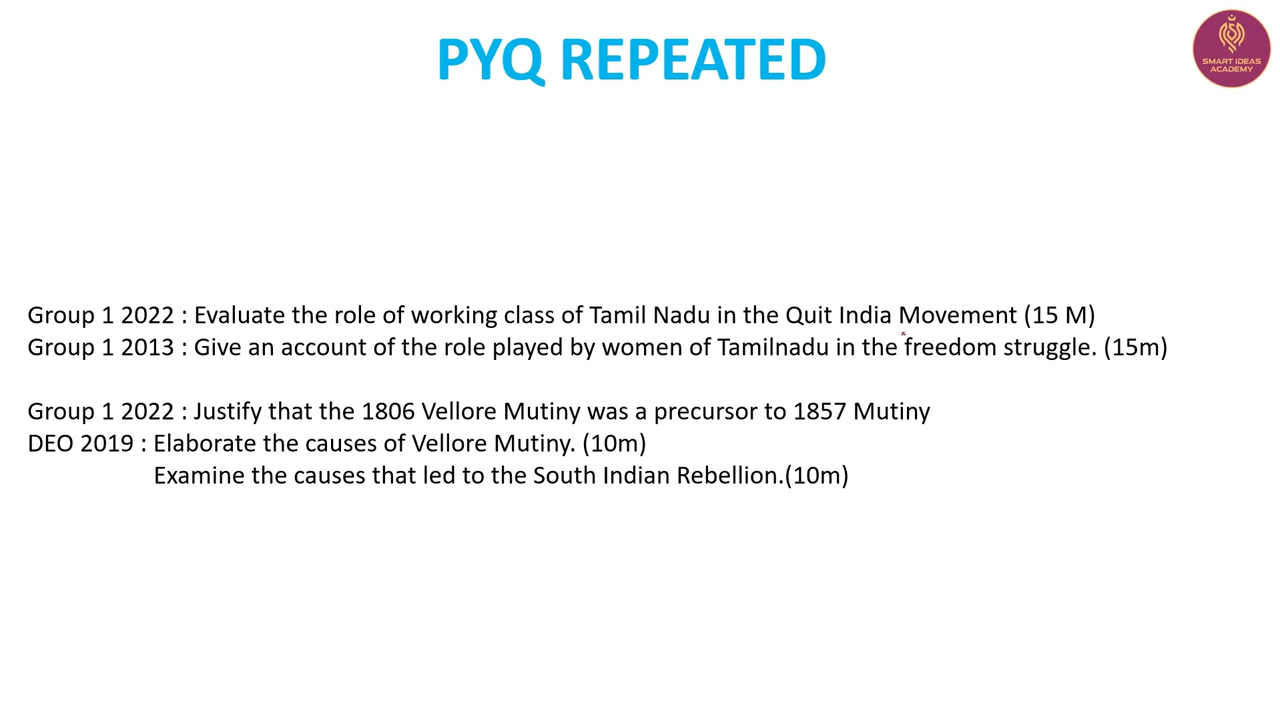 PYQ REPEATED
SMART IDEAS
ACADEMY
Group 1 2022 : Evaluate the role of working class of Tamil Nadu in the Quit India Movement (15 M)
Group 1 2013 : Give an account of the role played by women of Tamilnadu in the freedom struggle. (15m)
Group 1 2022 : Justify that the 1806 Vellore Mutiny was a precursor to 1857 Mutiny
DEO 2019 : Elaborate the causes of Vellore Mutiny. (10m)
Examine the causes that led to the South Indian Rebellion.(10m)